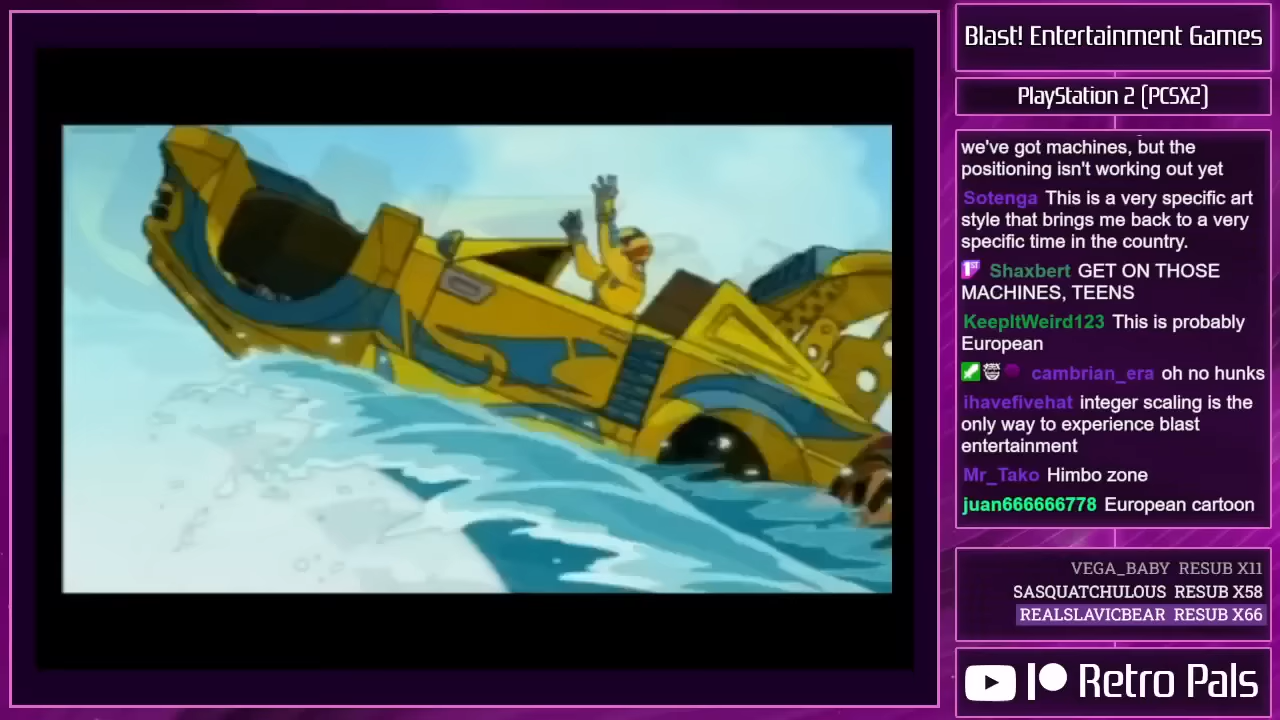 Blast! Entertainment Games
PlayStation 2 (PCSX2)
we've got machines, but the
positioning isn't working out yet
Sotenga This is a very specific art
style that brings me back to a very
specific time in the country.
1ST Shaxbert GET ON THOSE
MACHINES, TEENS
KeepItWeird123 This is probably
European
cambrian_era oh no hunks
ihavefivehat integer scaling is the
only way to experience blast
entertainment
Mr_Tako Himbo zone
juan666666778 European cartoon
VEGA_BABY RESUB X11
SASQUATCHULOUS RESUB X58
REALSLAVICBEAR RESUB X66
Retro Pals